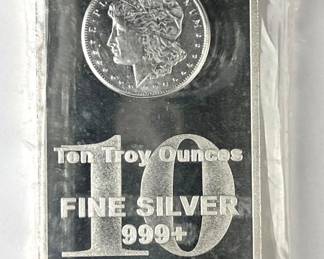 10
Ten Troy Ounces
FINE SILVER
999+